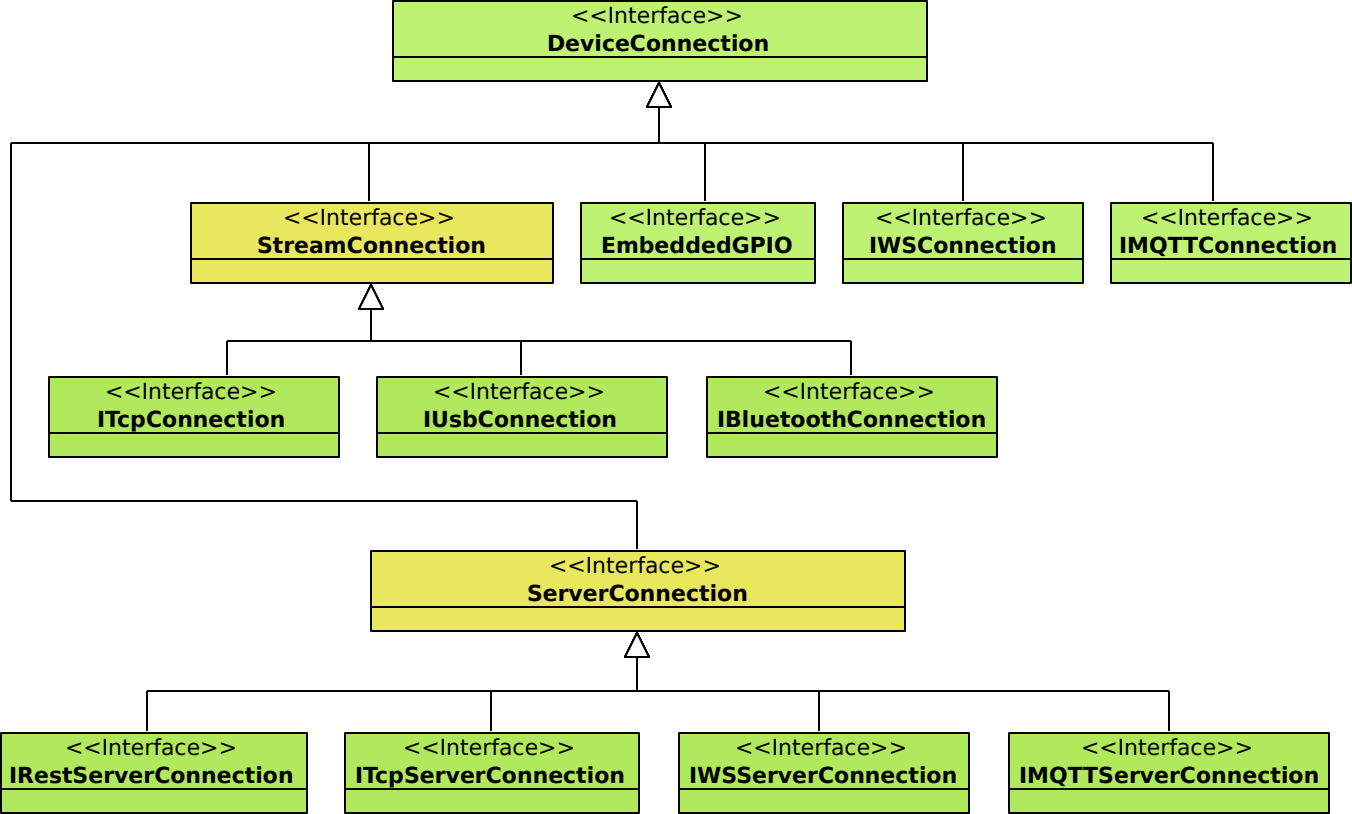 <<Interface>>
DeviceConnection
<<Interface>>
StreamConnection
<<Interface>>
EmbeddedGPIO
<<Interface>>
IWSConnection
<<Interface>>
IMQTTConnection
<<Interface>>
ITcpConnection
<<Interface>>
IUsbConnection
<<Interface>>
IBluetoothConnection
<<Interface>>
ServerConnection
<<Interface>>
IRestServerConnection
<<Interface>>
ITcpServerConnection
<<Interface>>
IWSServerConnection
<<Interface>>
IMQTTServerConnection